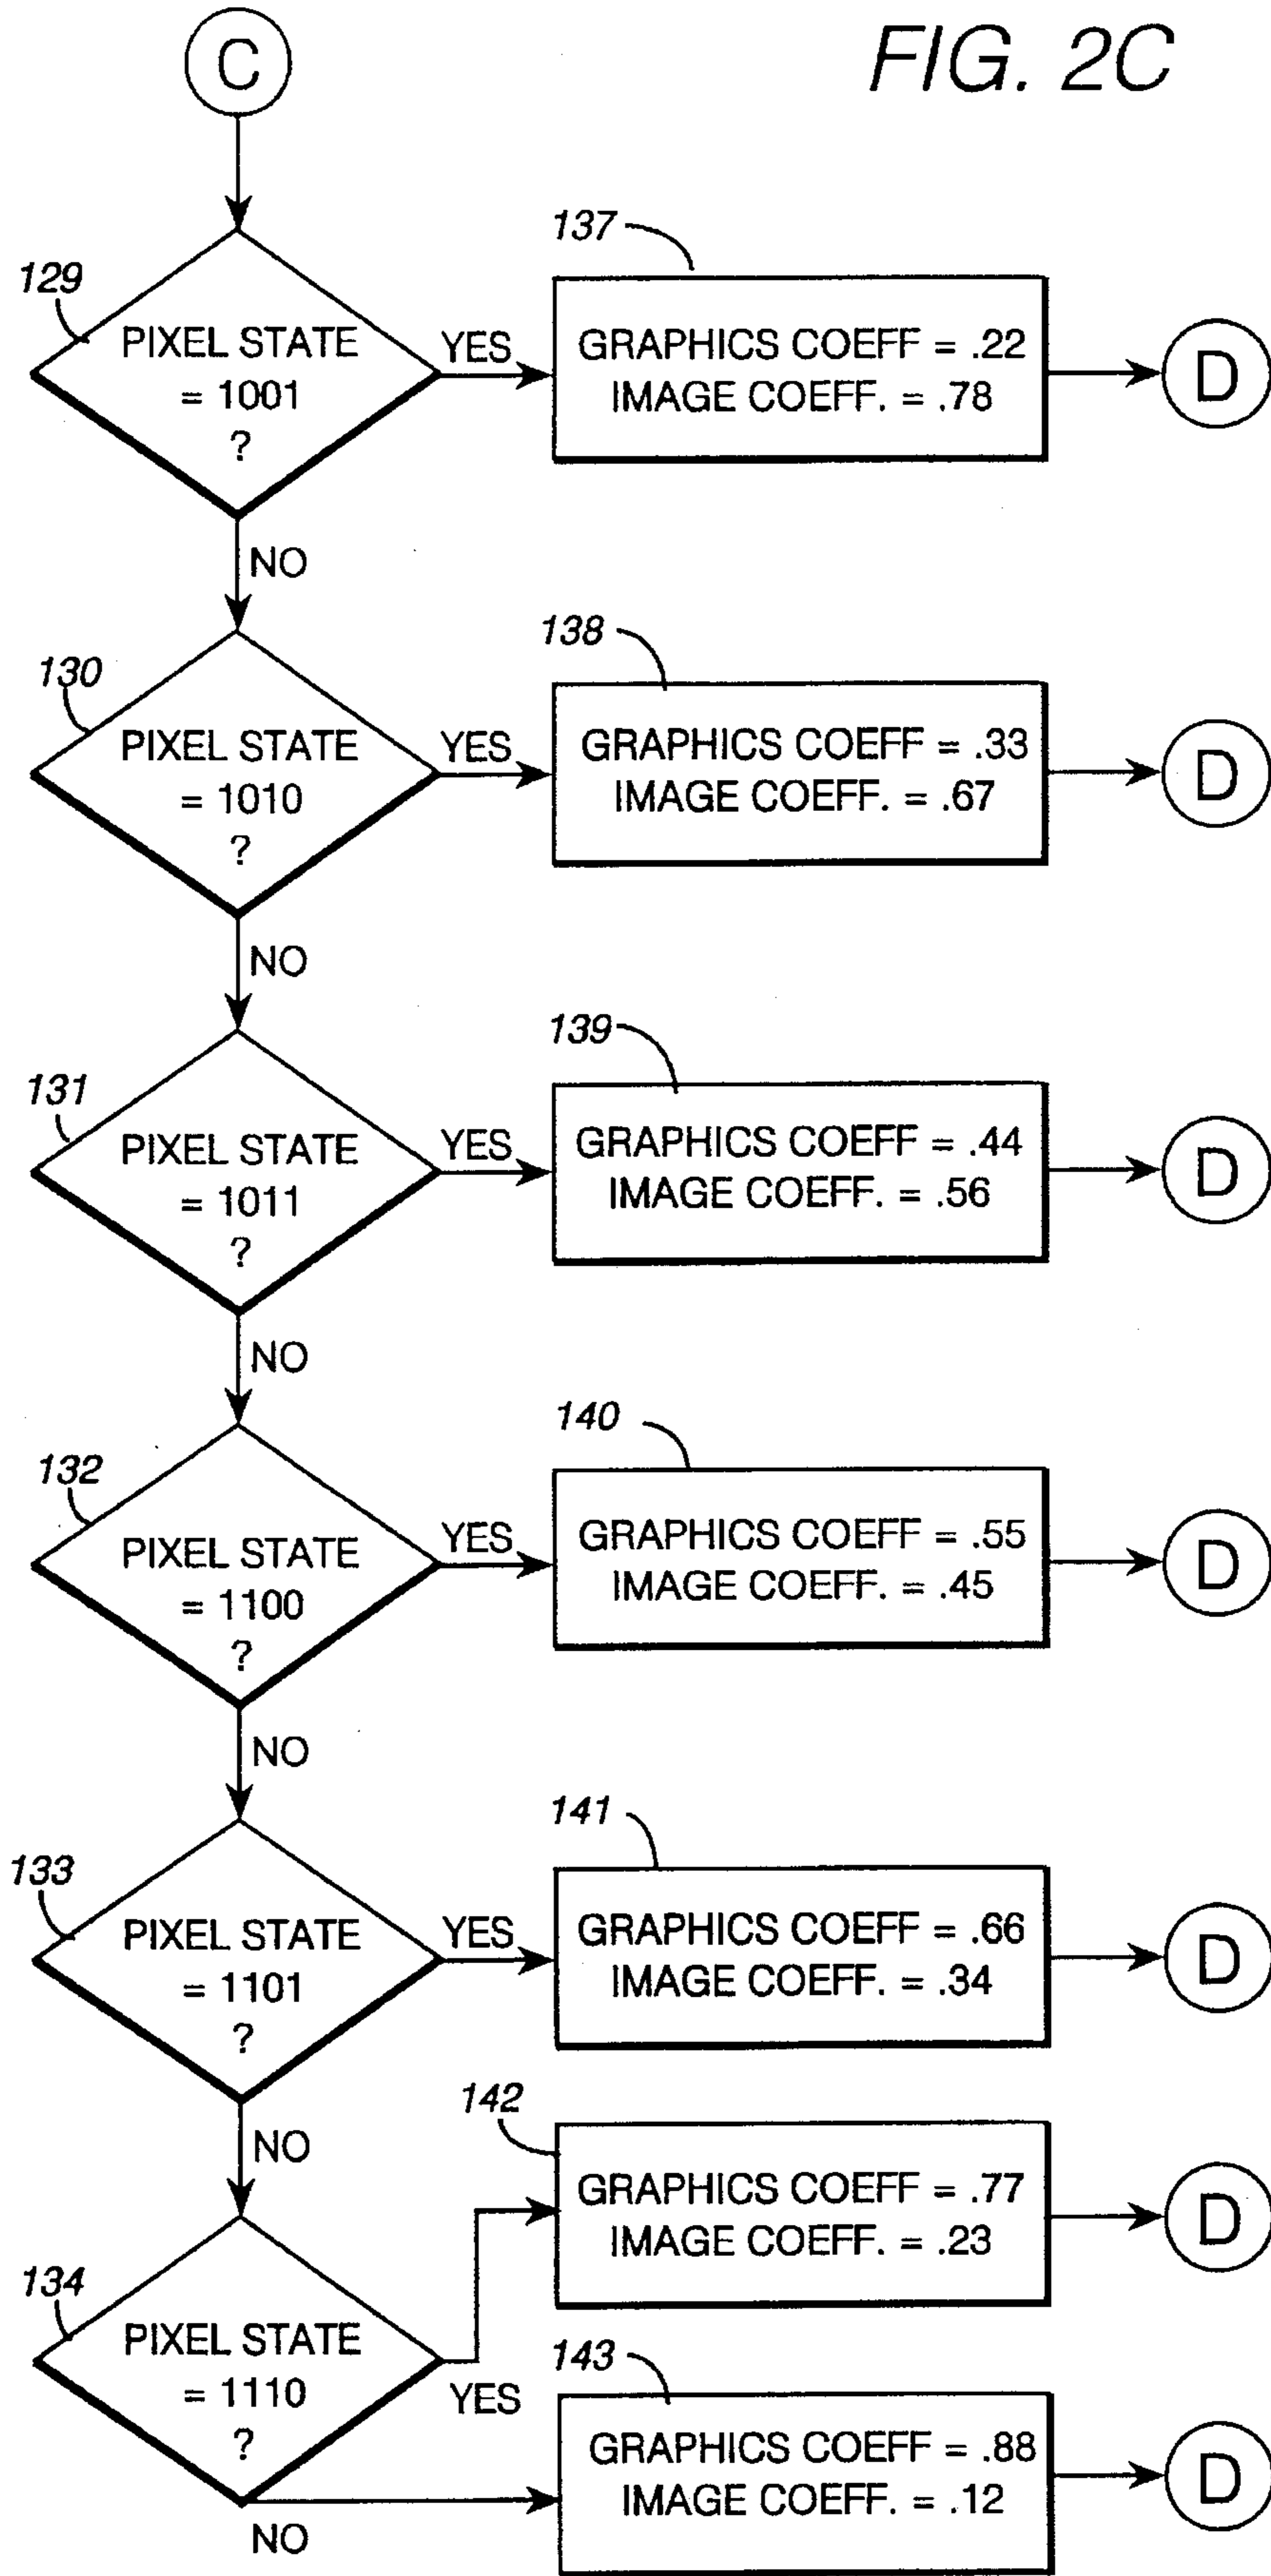 C
FIG. 2C
129
PIXEL STATE
= 1001
?
YES
137
GRAPHICS COEFF = .22
IMAGE COEFF. = .78
D
NO
130
PIXEL STATE
= 1010
?
YES
138
GRAPHICS COEFF = .33
IMAGE COEFF. = .67
D
NO
131
PIXEL STATE
= 1011
?
YES
139
GRAPHICS COEFF = .44
IMAGE COEFF. = .56
D
NO
132
PIXEL STATE
= 1100
?
YES
140
GRAPHICS COEFF = .55
IMAGE COEFF. = .45
D
NO
133
PIXEL STATE
= 1101
?
YES
141
GRAPHICS COEFF = .66
IMAGE COEFF. = .34
D
NO
134
PIXEL STATE
= 1110
?
YES
142
GRAPHICS COEFF = .77
IMAGE COEFF. = .23
D
NO
143
GRAPHICS COEFF = .88
IMAGE COEFF. = .12
D